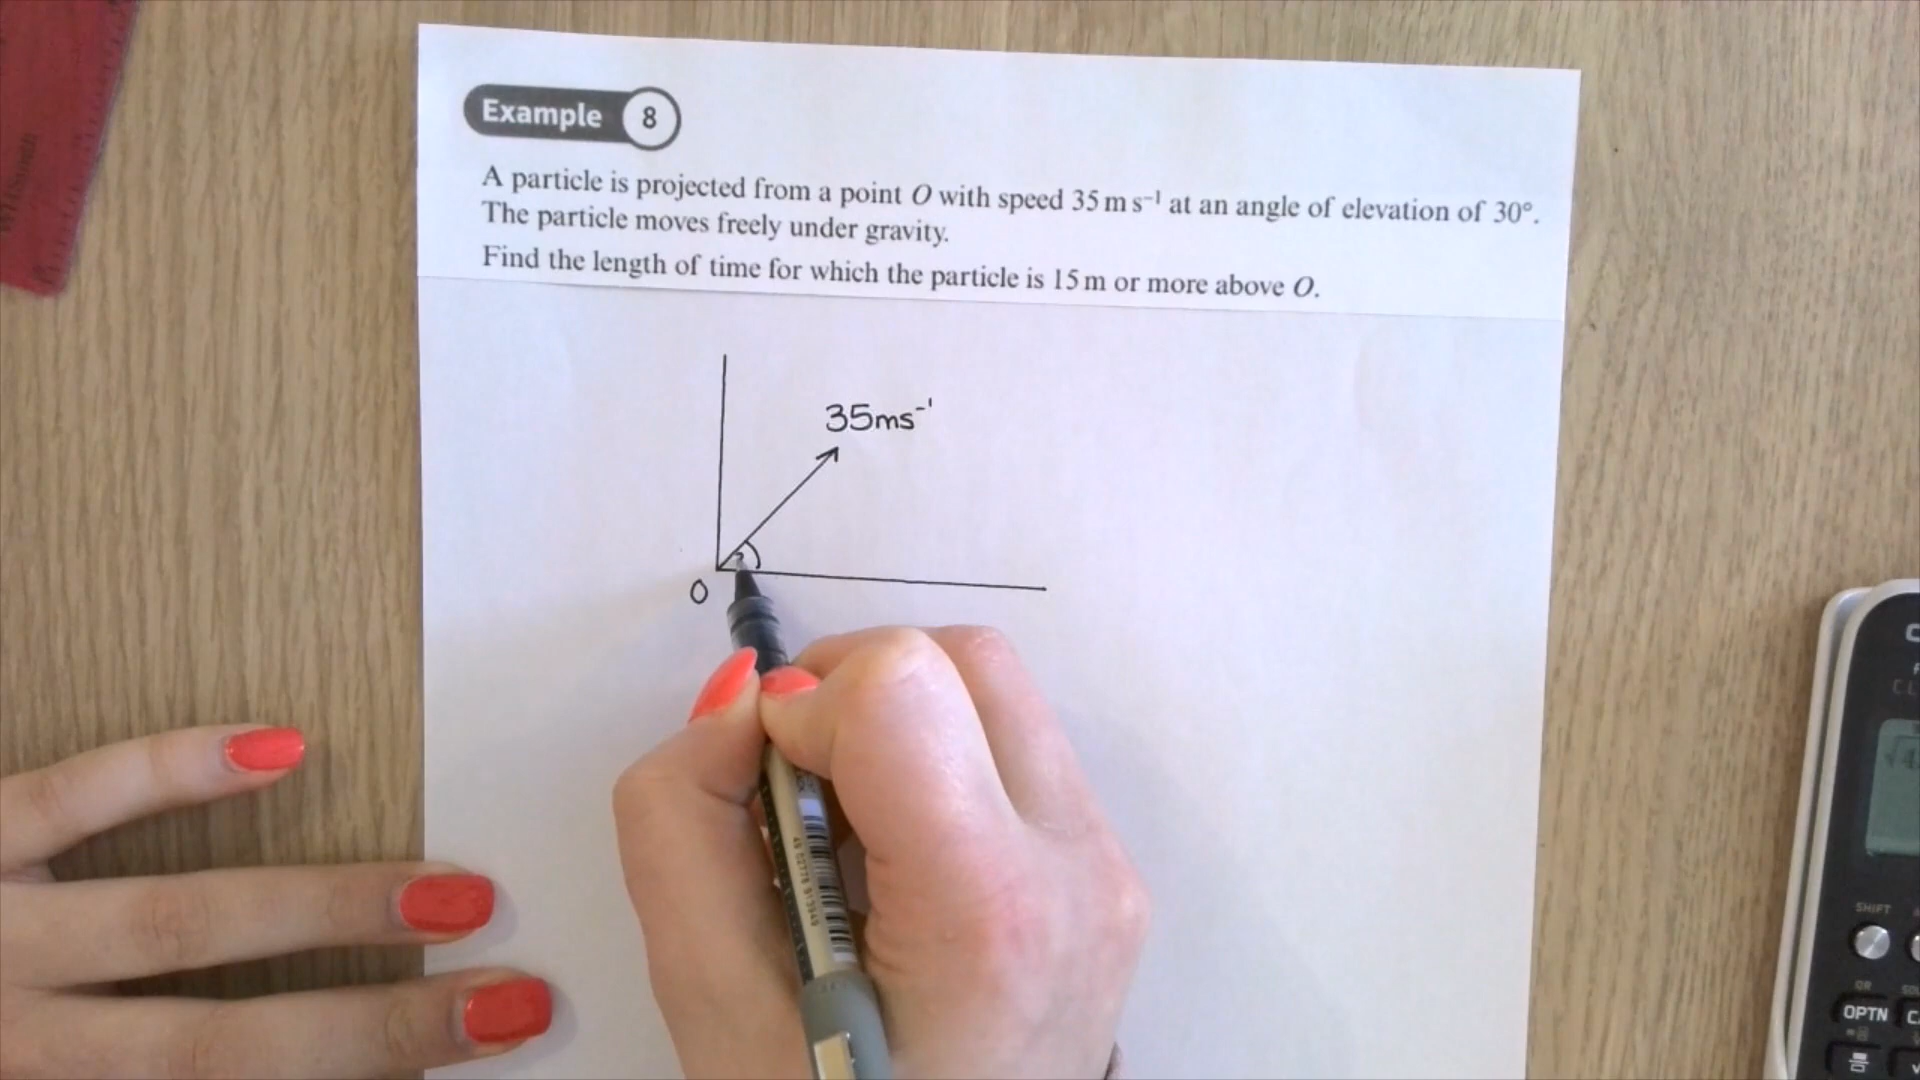 Example 8
A particle is projected from a point O with speed 35 m s⁻¹ at an angle of elevation of 30°.
The particle moves freely under gravity.
Find the length of time for which the particle is 15 m or more above O.
35ms⁻¹
O
SHIFT
OPTN